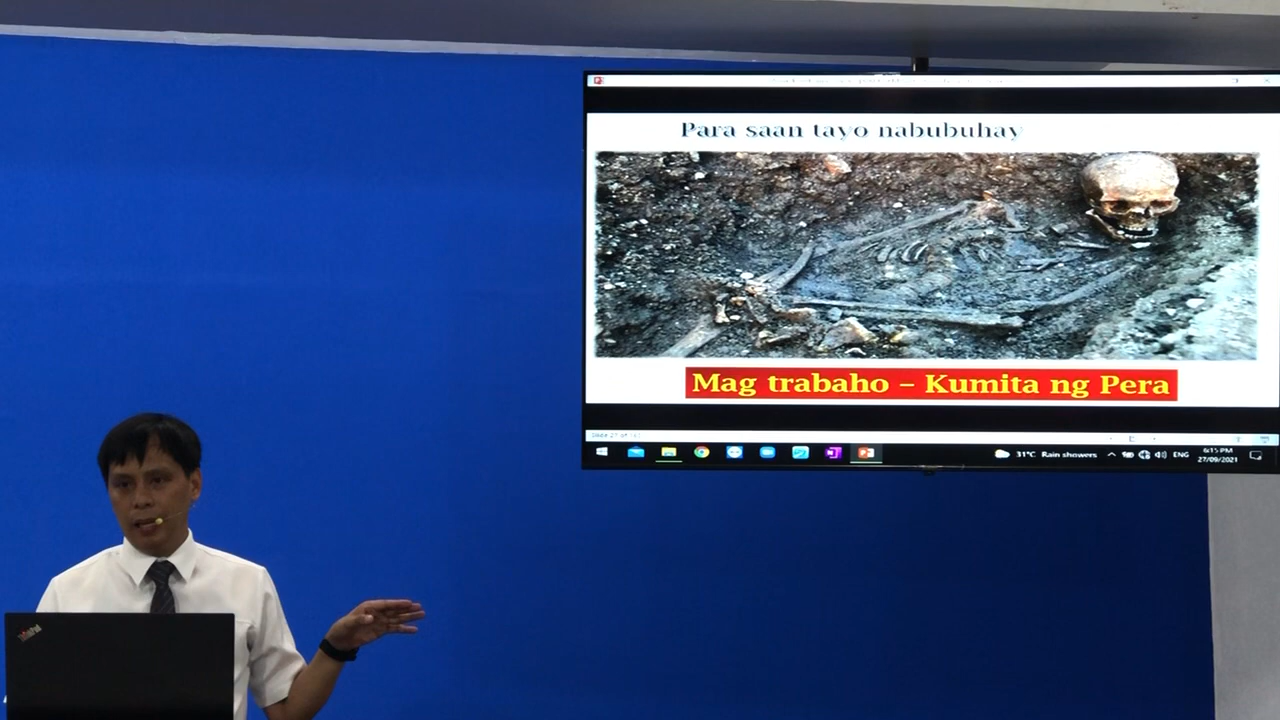 Para saan tayo nabubuhay
Mag trabaho – Kumita ng Pera
31°C Rain showers
ENG
6:15 PM
27/09/2021
ThinkPad